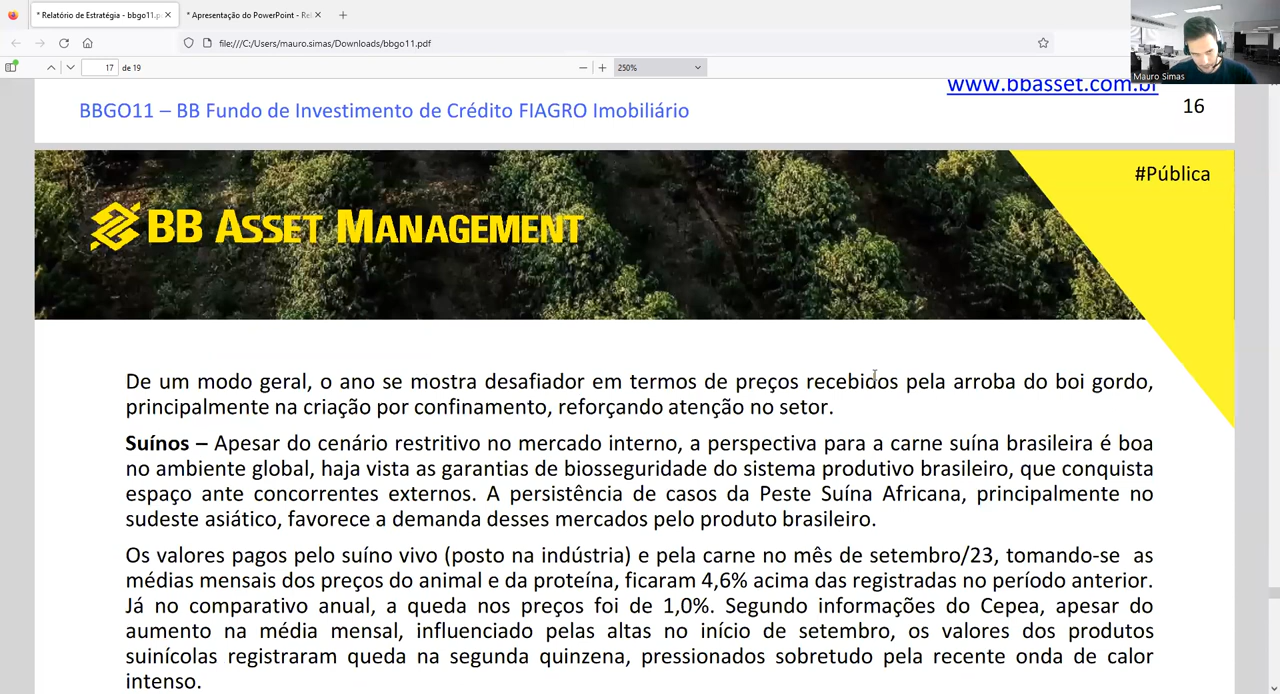 * Relatório de Estratégia - bbgo11.p
* Apresentação do PowerPoint - Re
file:///C:/Users/mauro.simas/Downloads/bbgo11.pdf
17 de 19
250%
Mauro Simas
www.bbasset.com.br
BBGO11 – BB Fundo de Investimento de Crédito FIAGRO Imobiliário
16
#Pública
BB ASSET MANAGEMENT
De um modo geral, o ano se mostra desafiador em termos de preços recebidos pela arroba do boi gordo,
principalmente na criação por confinamento, reforçando atenção no setor.
Suínos – Apesar do cenário restritivo no mercado interno, a perspectiva para a carne suína brasileira é boa
no ambiente global, haja vista as garantias de biosseguridade do sistema produtivo brasileiro, que conquista
espaço ante concorrentes externos. A persistência de casos da Peste Suína Africana, principalmente no
sudeste asiático, favorece a demanda desses mercados pelo produto brasileiro.
Os valores pagos pelo suíno vivo (posto na indústria) e pela carne no mês de setembro/23, tomando-se as
médias mensais dos preços do animal e da proteína, ficaram 4,6% acima das registradas no período anterior.
Já no comparativo anual, a queda nos preços foi de 1,0%. Segundo informações do Cepea, apesar do
aumento na média mensal, influenciado pelas altas no início de setembro, os valores dos produtos
suinícolas registraram queda na segunda quinzena, pressionados sobretudo pela recente onda de calor
intenso.